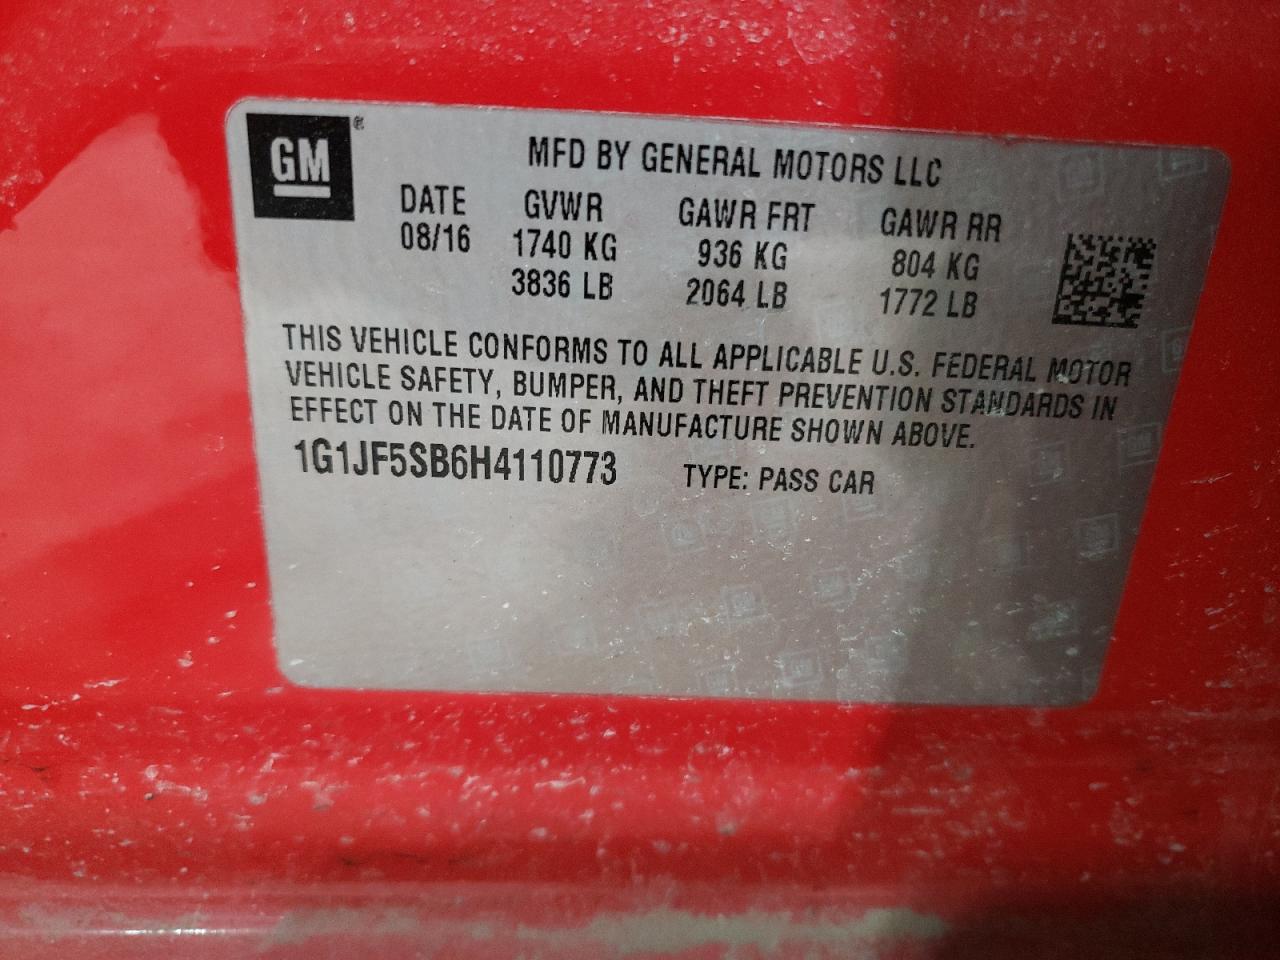 GM®
MFD BY GENERAL MOTORS LLC
DATE GVWR GAWR FRT GAWR RR
08/16 1740 KG 936 KG 804 KG
3836 LB 2064 LB 1772 LB
THIS VEHICLE CONFORMS TO ALL APPLICABLE U.S. FEDERAL MOTOR
VEHICLE SAFETY, BUMPER, AND THEFT PREVENTION STANDARDS IN
EFFECT ON THE DATE OF MANUFACTURE SHOWN ABOVE.
1G1JF5SB6H4110773 TYPE: PASS CAR